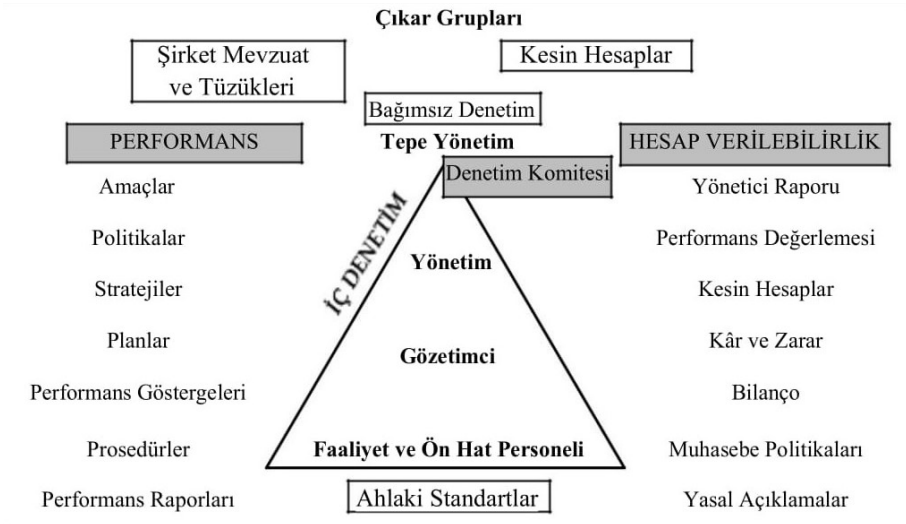 Çıkar Grupları
Şirket Mevzuat
ve Tüzükleri
Kesin Hesaplar
Bağımsız Denetim
PERFORMANS
Tepe Yönetim
HESAP VERİLEBİLİRLİK
Denetim Komitesi
İÇ DENETİM
Amaçlar
Yönetici Raporu
Politikalar
Performans Değerlemesi
Yönetim
Stratejiler
Kesin Hesaplar
Planlar
Kâr ve Zarar
Gözetimci
Performans Göstergeleri
Bilanço
Prosedürler
Faaliyet ve Ön Hat Personeli
Muhasebe Politikaları
Performans Raporları
Ahlaki Standartlar
Yasal Açıklamalar